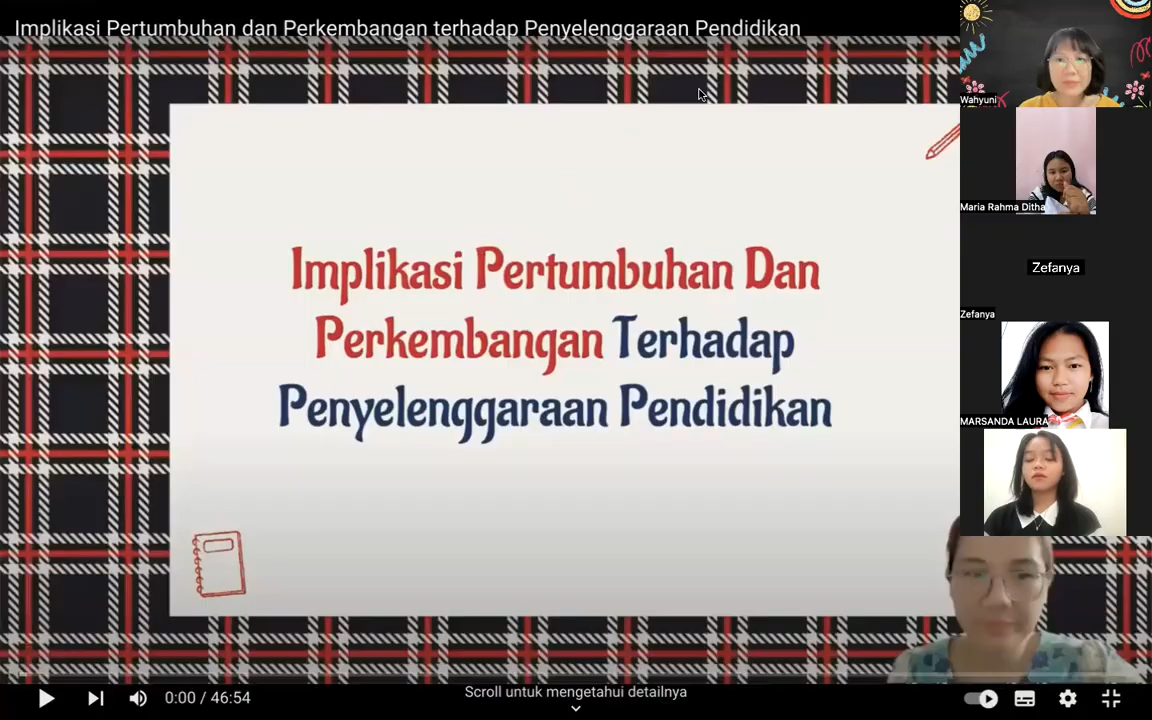 Implikasi Pertumbuhan dan Perkembangan terhadap Penyelenggaraan Pendidikan
Wahyuni
Maria Rahma Ditha
Zefanya
Zefanya
MARSANDA LAURA
Implikasi Pertumbuhan Dan
Perkembangan Terhadap
Penyelenggaraan Pendidikan
0:00 / 46:54
Scroll untuk mengetahui detailnya